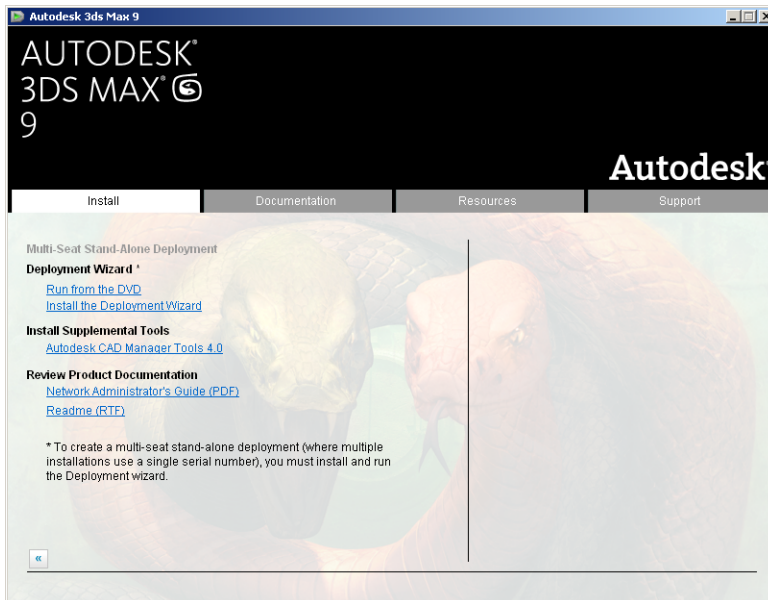 Autodesk 3ds Max 9
AUTODESK®
3DS MAX®
9
Autodesk
Install
Documentation
Resources
Support
Multi-Seat Stand-Alone Deployment
Deployment Wizard *
Run from the DVD
Install the Deployment Wizard
Install Supplemental Tools
Autodesk CAD Manager Tools 4.0
Review Product Documentation
Network Administrator's Guide (PDF)
Readme (RTF)
* To create a multi-seat stand-alone deployment (where multiple
installations use a single serial number), you must install and run
the Deployment wizard.
«